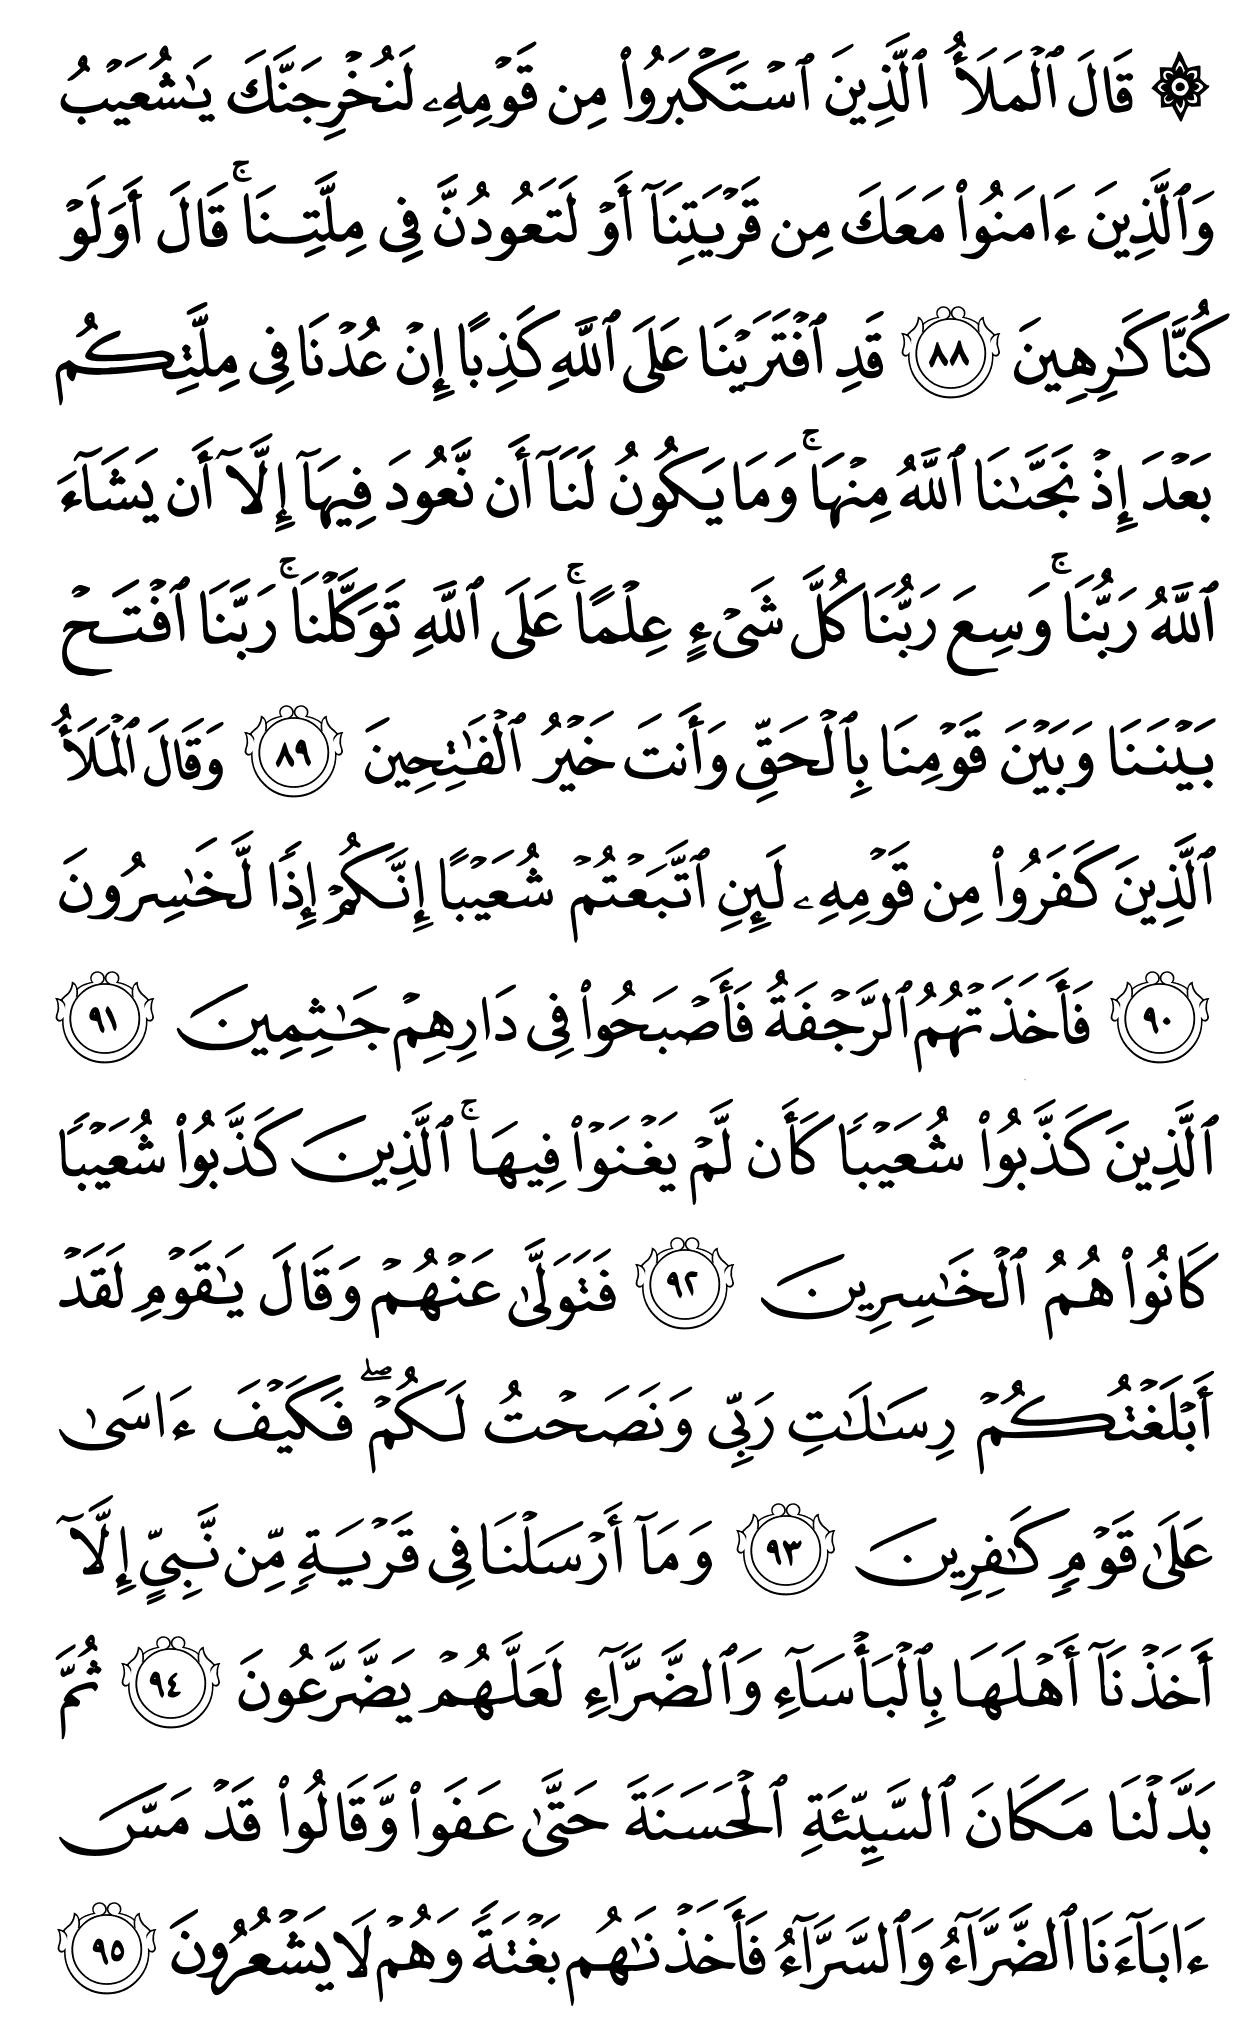 ۞ قَالَ ٱلْمَلَأُ ٱلَّذِينَ ٱسْتَكْبَرُوا۟ مِن قَوْمِهِۦ لَنُخْرِجَنَّكَ يَـٰشُعَيْبُ
وَٱلَّذِينَ ءَامَنُوا۟ مَعَكَ مِن قَرْيَتِنَآ أَوْ لَتَعُودُنَّ فِى مِلَّتِنَا ۚ قَالَ أَوَلَوْ
كُنَّا كَـٰرِهِينَ ٨٨ قَدِ ٱفْتَرَيْنَا عَلَى ٱللَّهِ كَذِبًا إِنْ عُدْنَا فِى مِلَّتِكُم
بَعْدَ إِذْ نَجَّىٰنَا ٱللَّهُ مِنْهَا ۚ وَمَا يَكُونُ لَنَآ أَن نَّعُودَ فِيهَآ إِلَّآ أَن يَشَآءَ
ٱللَّهُ رَبُّنَا ۚ وَسِعَ رَبُّنَا كُلَّ شَىْءٍ عِلْمًا ۚ عَلَى ٱللَّهِ تَوَكَّلْنَا ۚ رَبَّنَا ٱفْتَحْ
بَيْنَنَا وَبَيْنَ قَوْمِنَا بِٱلْحَقِّ وَأَنتَ خَيْرُ ٱلْفَـٰتِحِينَ ٨٩ وَقَالَ ٱلْمَلَأُ
ٱلَّذِينَ كَفَرُوا۟ مِن قَوْمِهِۦ لَئِنِ ٱتَّبَعْتُمْ شُعَيْبًا إِنَّكُمْ إِذًا لَّخَـٰسِرُونَ
٩٠ فَأَخَذَتْهُمُ ٱلرَّجْفَةُ فَأَصْبَحُوا۟ فِى دَارِهِمْ جَـٰثِمِينَ ٩١
ٱلَّذِينَ كَذَّبُوا۟ شُعَيْبًا كَأَن لَّمْ يَغْنَوْا۟ فِيهَا ۚ ٱلَّذِينَ كَذَّبُوا۟ شُعَيْبًا
كَانُوا۟ هُمُ ٱلْخَـٰسِرِينَ ٩٢ فَتَوَلَّىٰ عَنْهُمْ وَقَالَ يَـٰقَوْمِ لَقَدْ
أَبْلَغْتُكُمْ رِسَـٰلَـٰتِ رَبِّى وَنَصَحْتُ لَكُمْ ۖ فَكَيْفَ ءَاسَىٰ
عَلَىٰ قَوْمٍ كَـٰفِرِينَ ٩٣ وَمَآ أَرْسَلْنَا فِى قَرْيَةٍ مِّن نَّبِىٍّ إِلَّآ
أَخَذْنَآ أَهْلَهَا بِٱلْبَأْسَآءِ وَٱلضَّرَّآءِ لَعَلَّهُمْ يَضَّرَّعُونَ ٩٤ ثُمَّ
بَدَّلْنَا مَكَانَ ٱلسَّيِّئَةِ ٱلْحَسَنَةَ حَتَّىٰ عَفَوا۟ وَّقَالُوا۟ قَدْ مَسَّ
ءَابَآءَنَا ٱلضَّرَّآءُ وَٱلسَّرَّآءُ فَأَخَذْنَـٰهُم بَغْتَةً وَهُمْ لَا يَشْعُرُونَ ٩٥